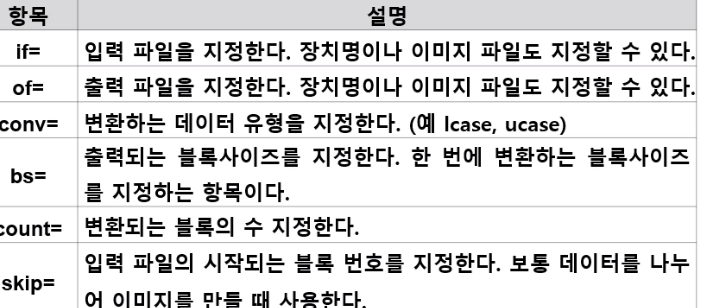 항목 설명
if= 입력 파일을 지정한다. 장치명이나 이미지 파일도 지정할 수 있다.
of= 출력 파일을 지정한다. 장치명이나 이미지 파일도 지정할 수 있다.
conv= 변환하는 데이터 유형을 지정한다. (예 lcase, ucase)
bs= 출력되는 블록사이즈를 지정한다. 한 번에 변환하는 블록사이즈
를 지정하는 항목이다.
count= 변환되는 블록의 수 지정한다.
skip= 입력 파일의 시작되는 블록 번호를 지정한다. 보통 데이터를 나누
어 이미지를 만들 때 사용한다.